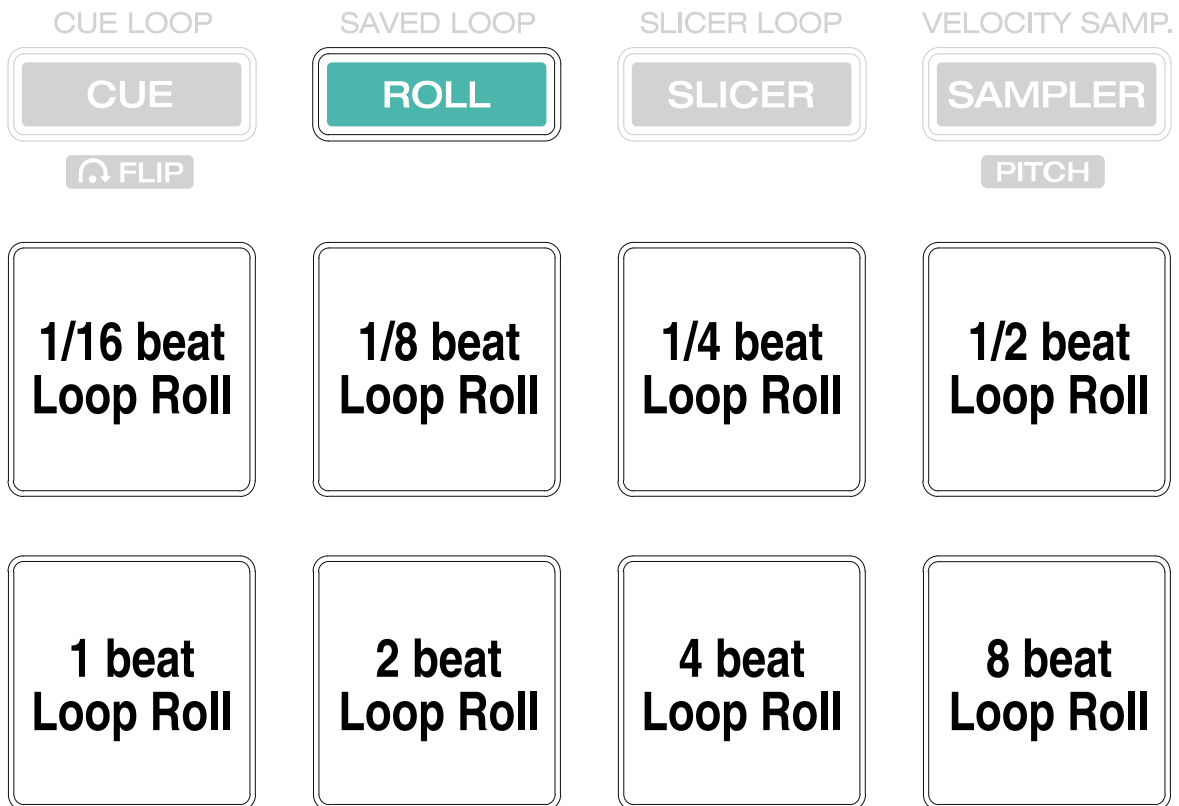 CUE LOOP SAVED LOOP SLICER LOOP VELOCITY SAMP.
CUE ROLL SLICER SAMPLER
FLIP PITCH
1/16 beat 1/8 beat 1/4 beat 1/2 beat
Loop Roll Loop Roll Loop Roll Loop Roll
1 beat 2 beat 4 beat 8 beat
Loop Roll Loop Roll Loop Roll Loop Roll